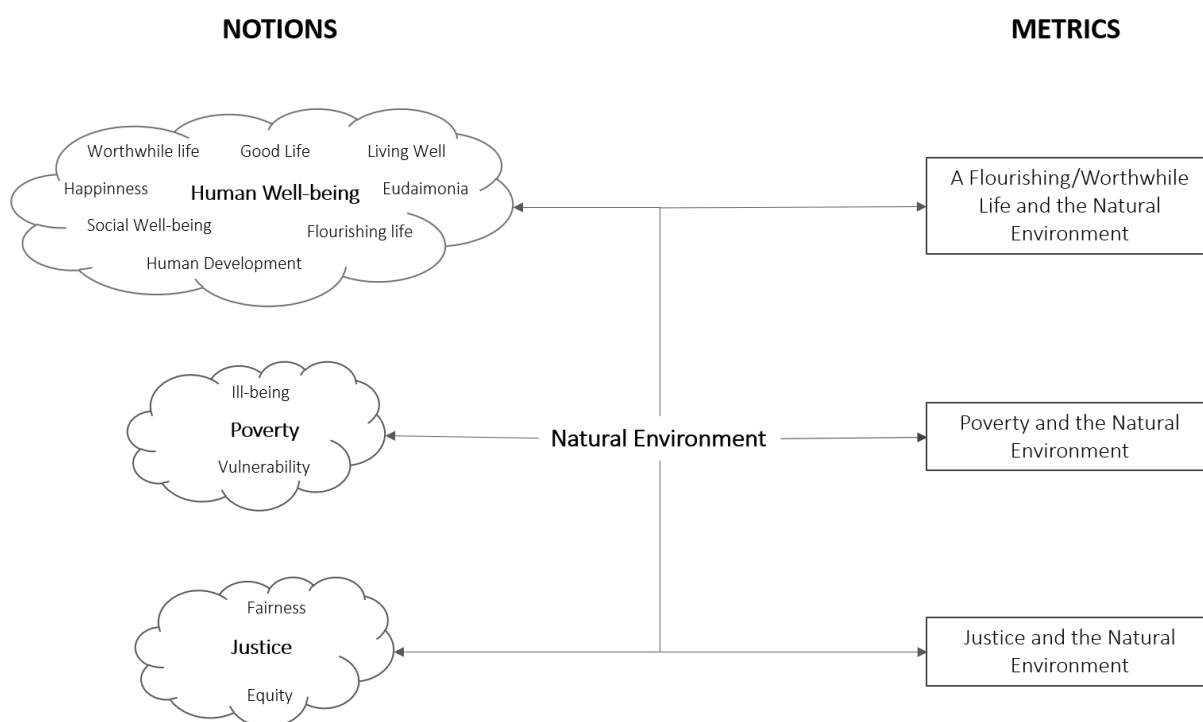 NOTIONS
METRICS
Worthwhile life
Good Life
Living Well
Happinness
Human Well-being
Eudaimonia
Social Well-being
Flourishing life
Human Development
A Flourishing/Worthwhile
Life and the Natural
Environment
Ill-being
Poverty
Vulnerability
Natural Environment
Poverty and the Natural
Environment
Fairness
Justice
Equity
Justice and the Natural
Environment